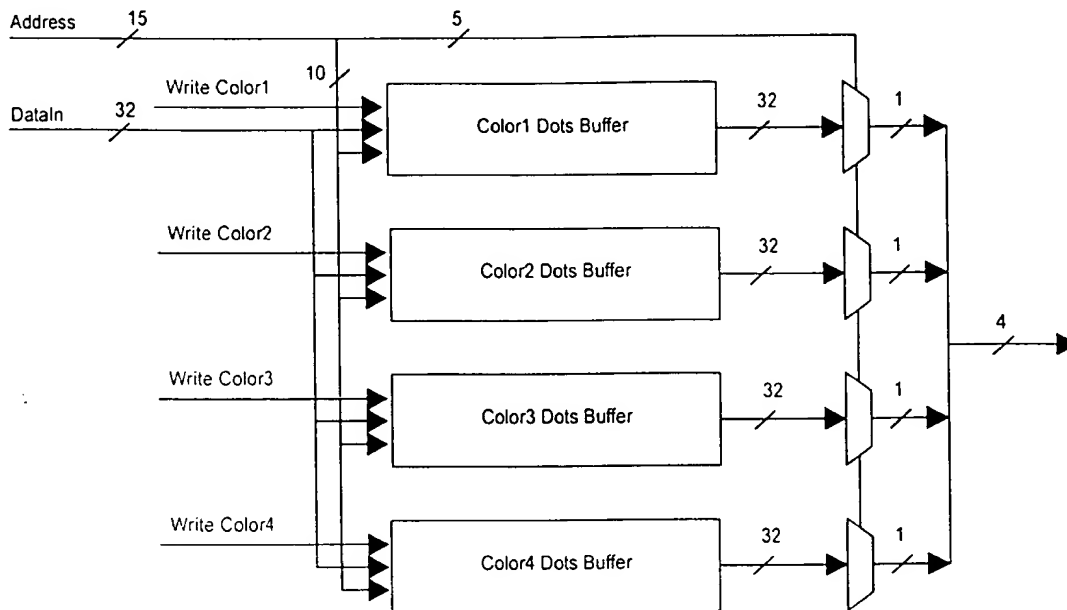 Address 15 5
10
Write Color1
DataIn 32 Color1 Dots Buffer 32 1
Write Color2
Color2 Dots Buffer 32 1
4
Write Color3
Color3 Dots Buffer 32 1
Write Color4
Color4 Dots Buffer 32 1